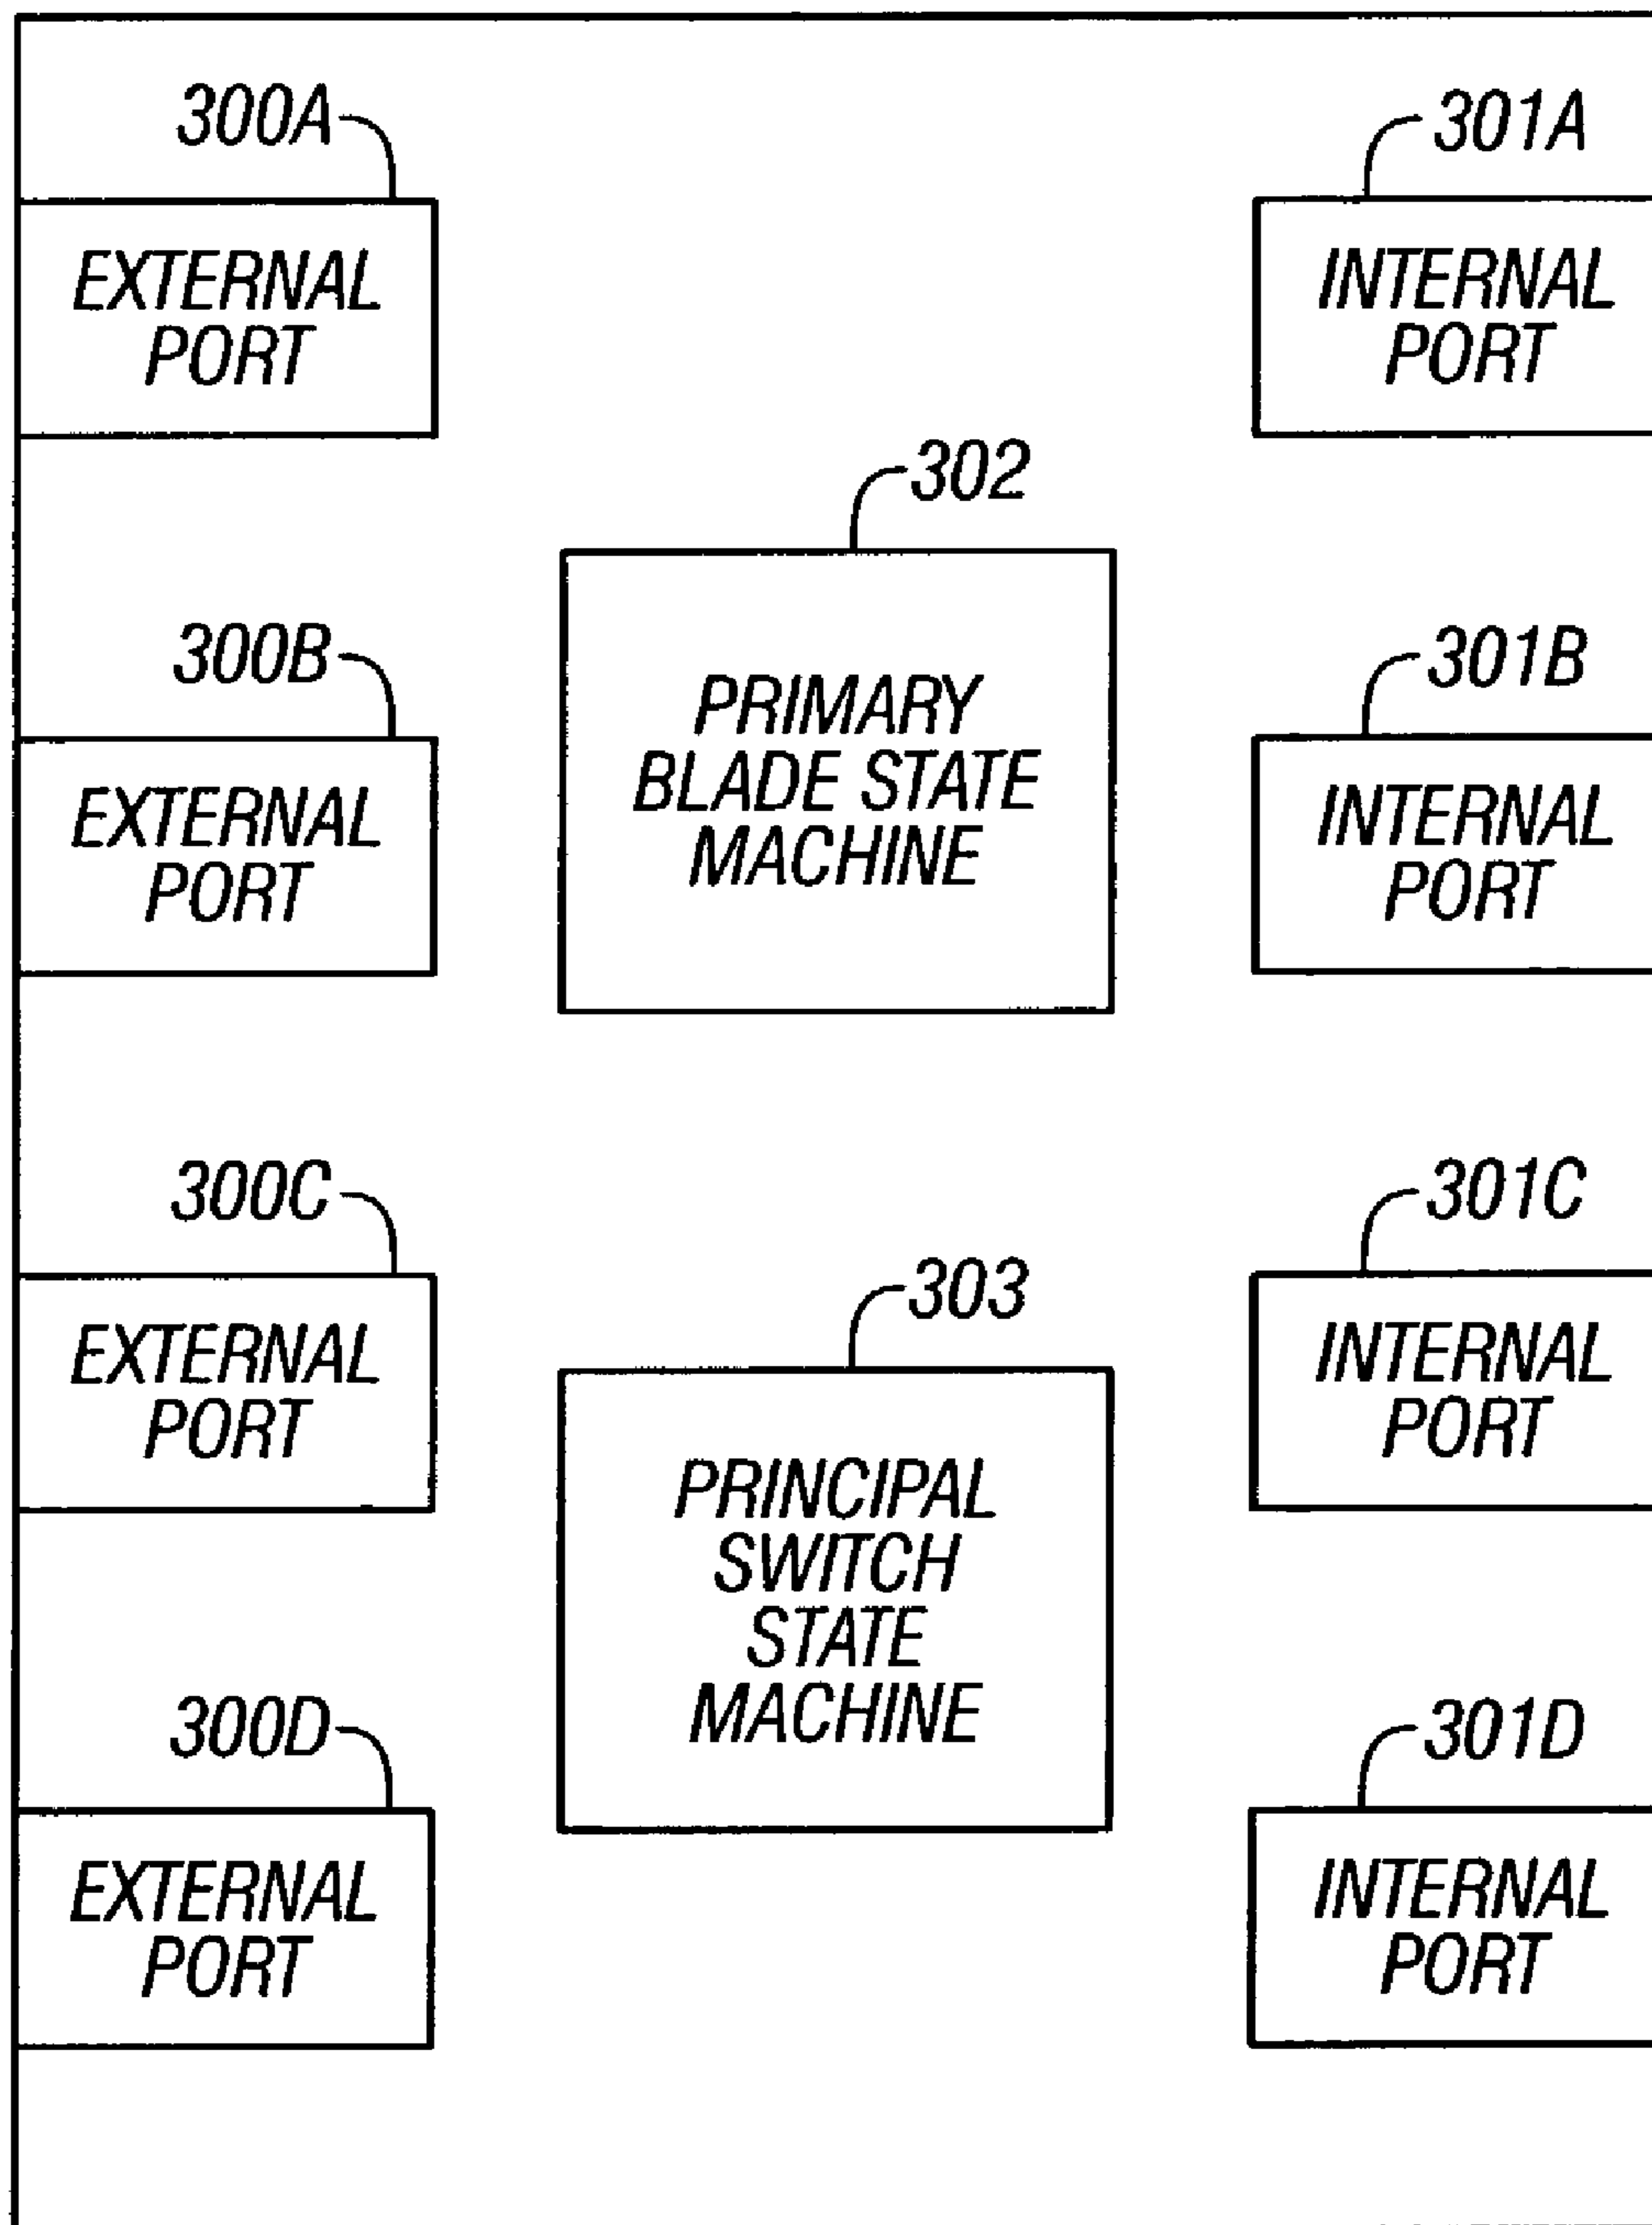 300A
301A
EXTERNAL
PORT
INTERNAL
PORT
302
PRIMARY
BLADE STATE
MACHINE
300B
301B
EXTERNAL
PORT
INTERNAL
PORT
300C
301C
EXTERNAL
PORT
INTERNAL
PORT
303
PRINCIPAL
SWITCH
STATE
MACHINE
300D
301D
EXTERNAL
PORT
INTERNAL
PORT